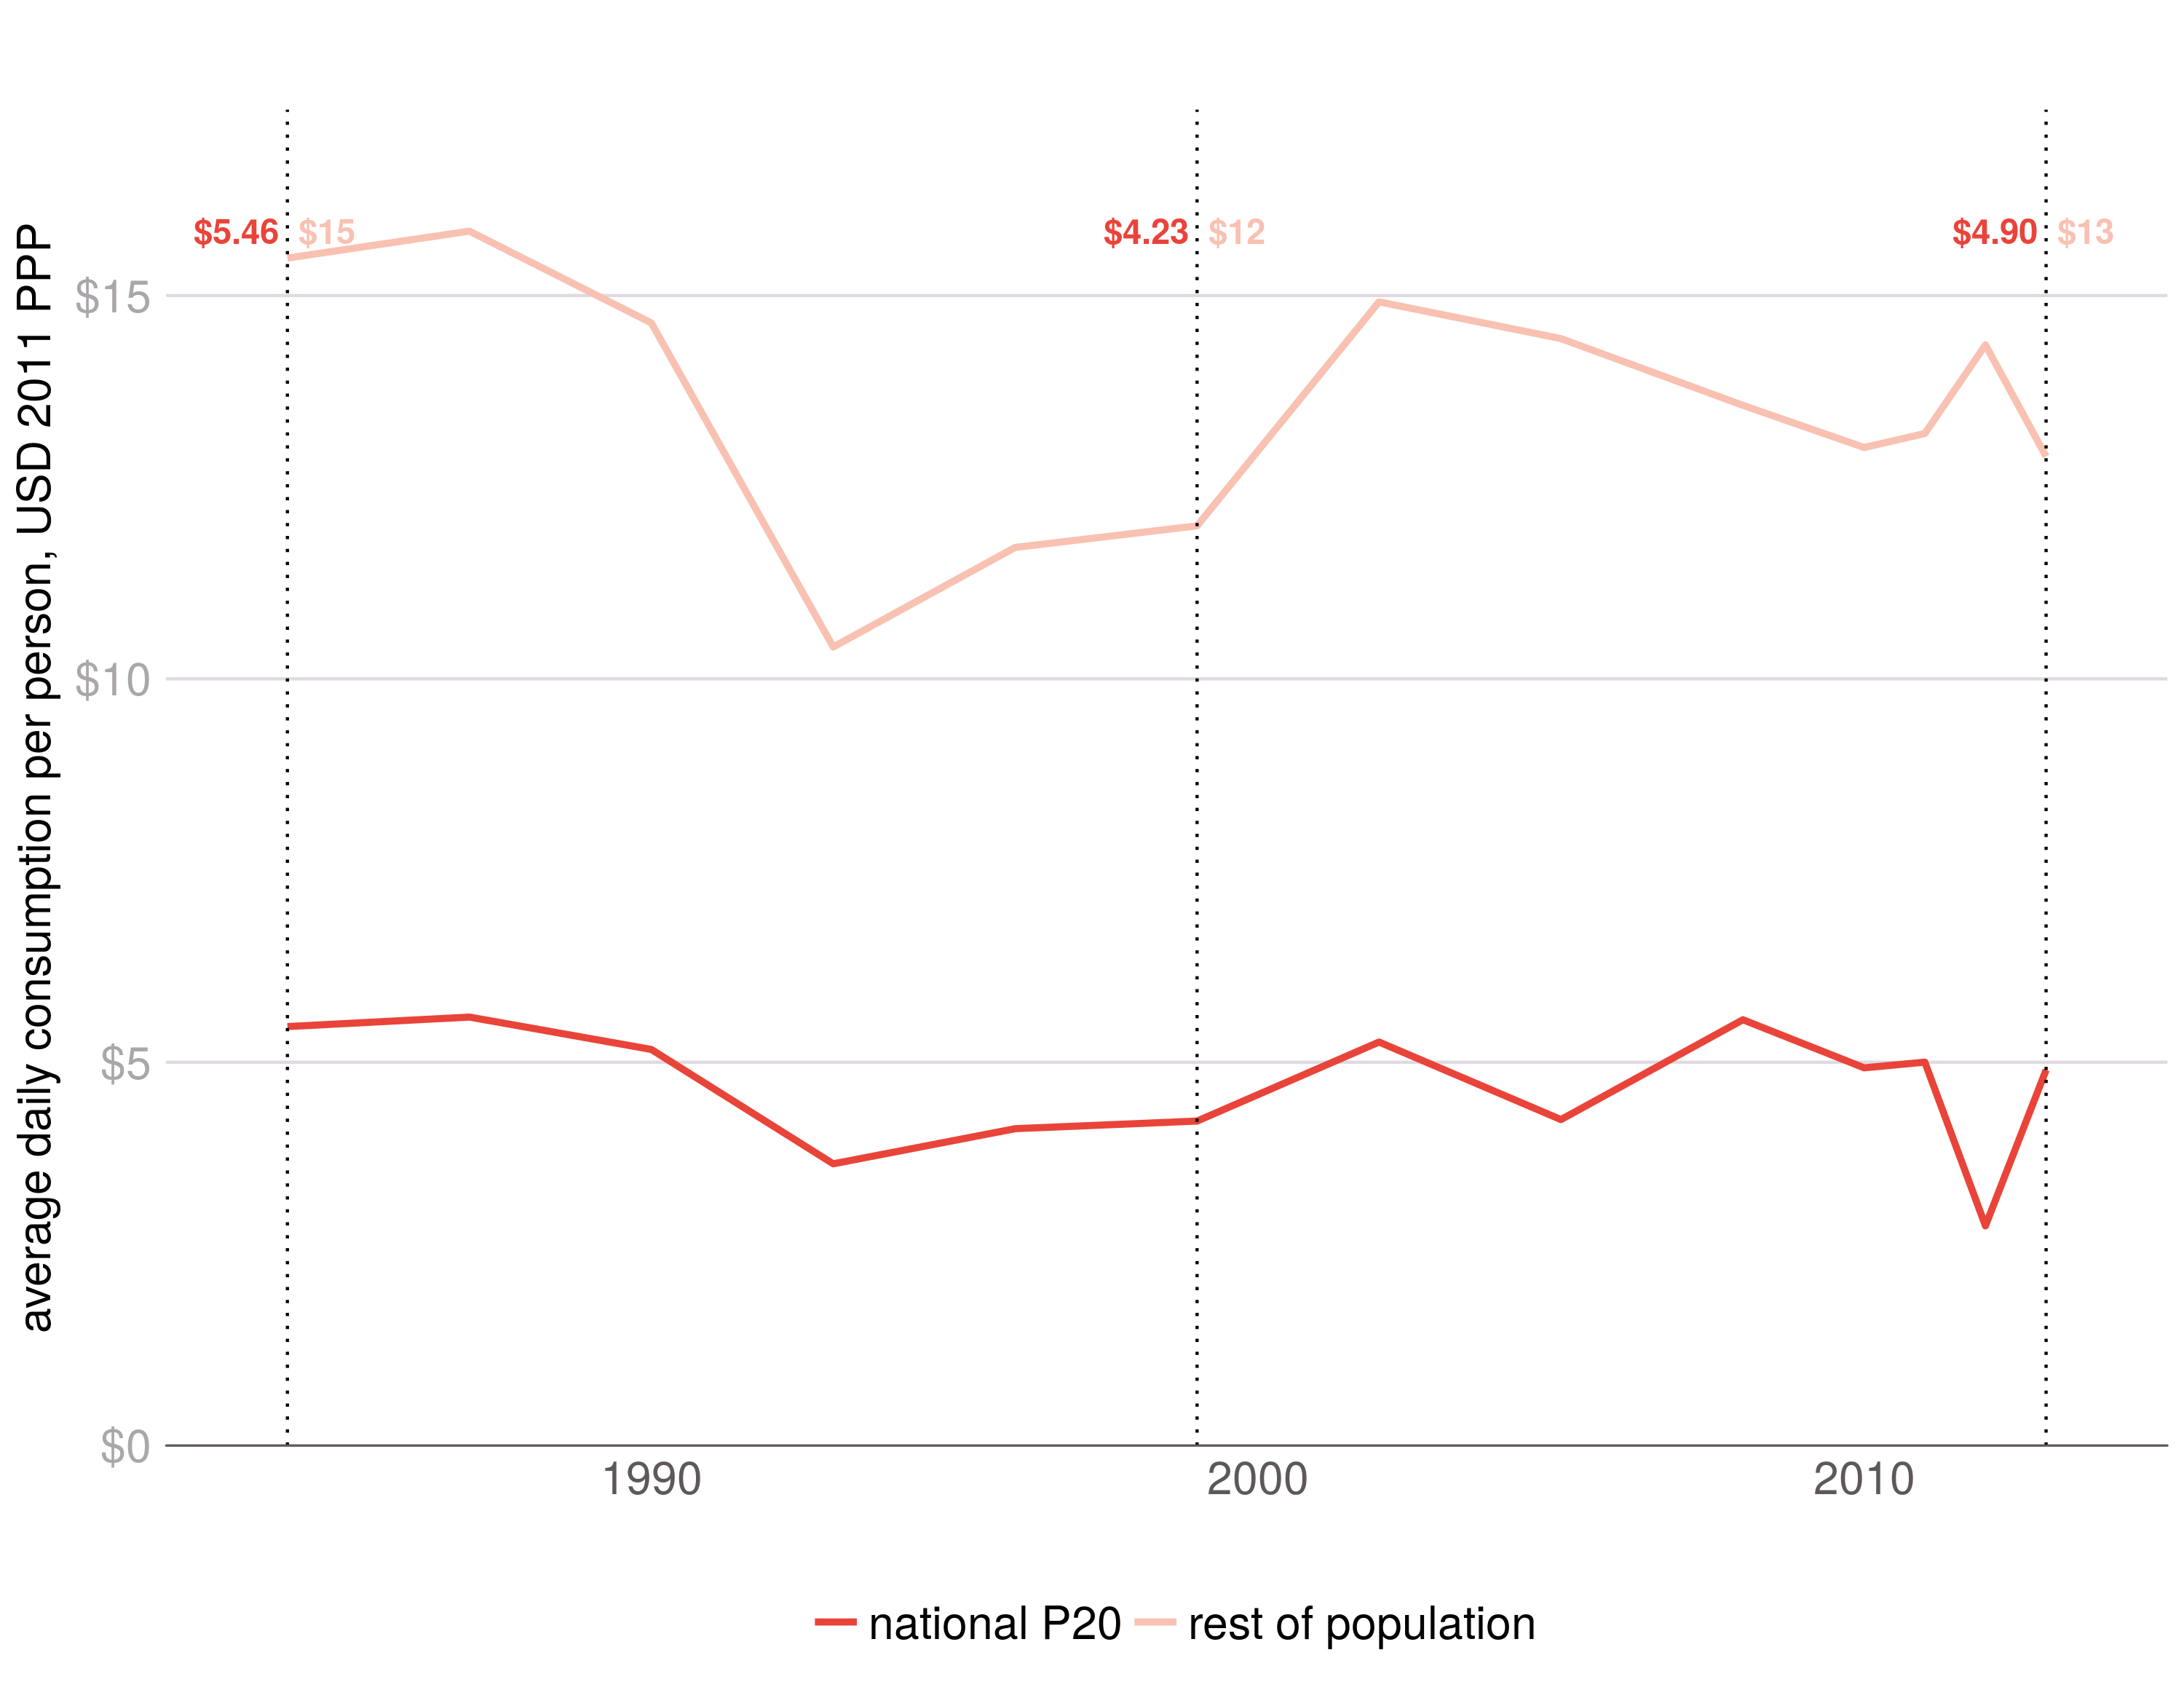 average daily consumption per person, USD 2011 PPP
$5.46 $15
$4.23 $12
$4.90 $13
$15
$10
$5
$0
1990 2000 2010
national P20 rest of population